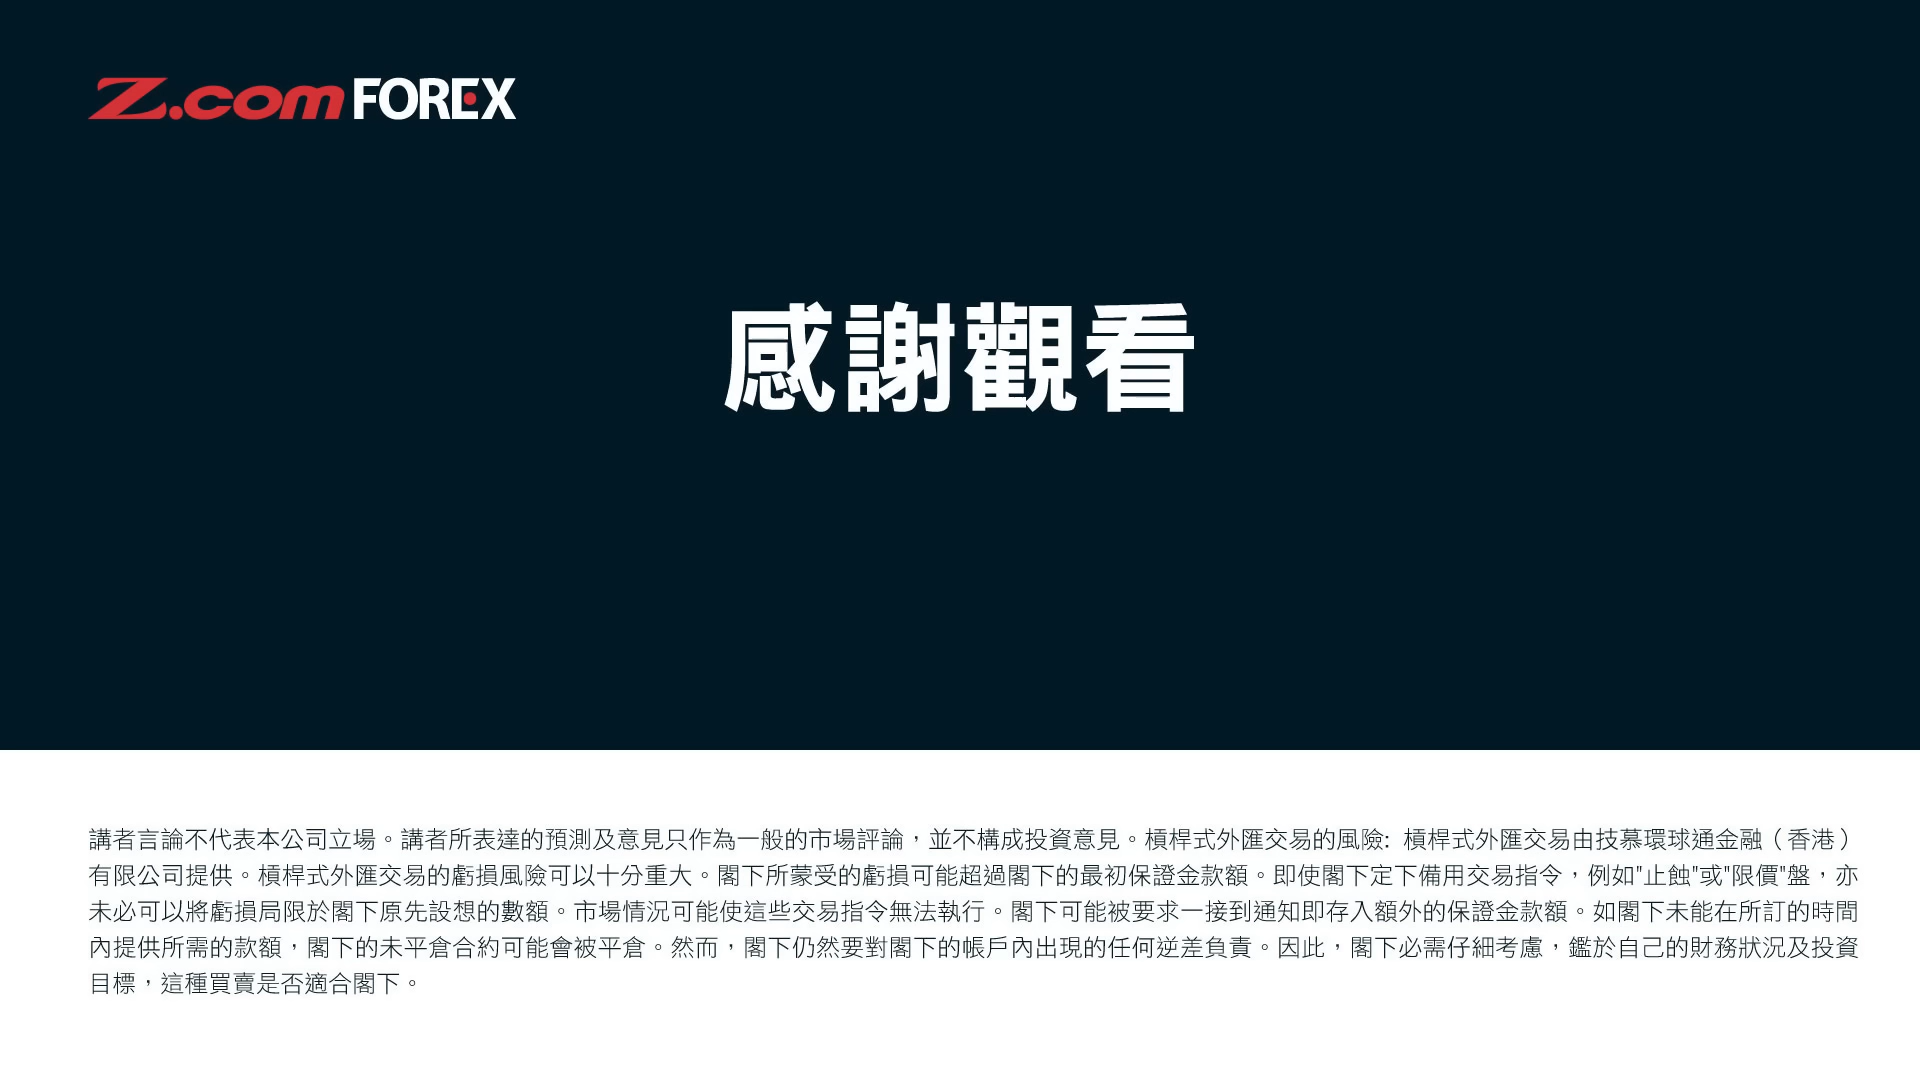 Z.com FOREX
感謝觀看
講者言論不代表本公司立場。講者所表達的預測及意見只作為一般的市場評論，並不構成投資意見。槓桿式外匯交易的風險: 槓桿式外匯交易由技慕環球通金融（香港）
有限公司提供。槓桿式外匯交易的虧損風險可以十分重大。閣下所蒙受的虧損可能超過閣下的最初保證金款額。即使閣下定下備用交易指令，例如"止蝕"或"限價"盤，亦
未必可以將虧損局限於閣下原先設想的數額。市場情況可能使這些交易指令無法執行。閣下可能被要求一接到通知即存入額外的保證金款額。如閣下未能在所訂的時間
內提供所需的款額，閣下的未平倉合約可能會被平倉。然而，閣下仍然要對閣下的帳戶內出現的任何逆差負責。因此，閣下必需仔細考慮，鑑於自己的財務狀況及投資
目標，這種買賣是否適合閣下。